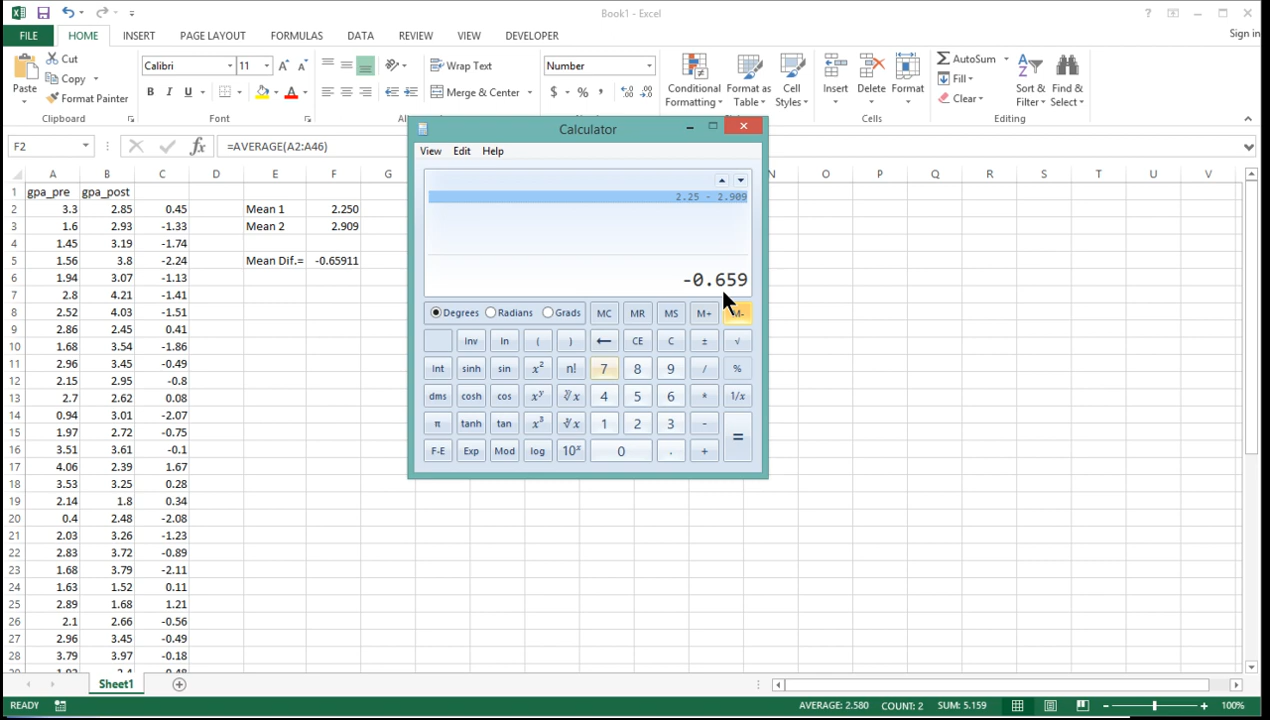 Book1 - Excel
FILE HOME INSERT PAGE LAYOUT FORMULAS DATA REVIEW VIEW DEVELOPER Sign in
Paste Cut Copy Format Painter
Calibri 11 B I U A
Wrap Text Merge & Center
Number $ % ,
Conditional Formatting Format as Table Cell Styles Insert Delete Format
AutoSum Fill Clear Sort & Filter Find & Select
Clipboard Font Number Styles Cells Editing
F2 fx =AVERAGE(A2:A46)
Calculator
View Edit Help
2.25 - 2.909
-0.659
Degrees Radians Grads MC MR MS M+ M-
Inv ln ( ) ← CE C ± √
Int sinh sin x² n! 7 8 9 / %
dms cosh cos xʸ ʸ√x 4 5 6 * 1/x
π tanh tan x³ ³√x 1 2 3 - =
F-E Exp Mod log 10ˣ 0 . +
A B C D E F G N O P Q R S T U V
1 gpa_pre gpa_post
2 3.3 2.85 0.45 Mean 1 2.250
3 1.6 2.93 -1.33 Mean 2 2.909
4 1.45 3.19 -1.74
5 1.56 3.8 -2.24 Mean Dif.= -0.65911
6 1.94 3.07 -1.13
7 2.8 4.21 -1.41
8 2.52 4.03 -1.51
9 2.86 2.45 0.41
10 1.68 3.54 -1.86
11 2.96 3.45 -0.49
12 2.15 2.95 -0.8
13 2.7 2.62 0.08
14 0.94 3.01 -2.07
15 1.97 2.72 -0.75
16 3.51 3.61 -0.1
17 4.06 2.39 1.67
18 3.53 3.25 0.28
19 2.14 1.8 0.34
20 0.4 2.48 -2.08
21 2.03 3.26 -1.23
22 2.83 3.72 -0.89
23 1.68 3.79 -2.11
24 1.63 1.52 0.11
25 2.89 1.68 1.21
26 2.1 2.66 -0.56
27 2.96 3.45 -0.49
28 3.79 3.97 -0.18
Sheet1
READY AVERAGE: 2.580 COUNT: 2 SUM: 5.159 100%